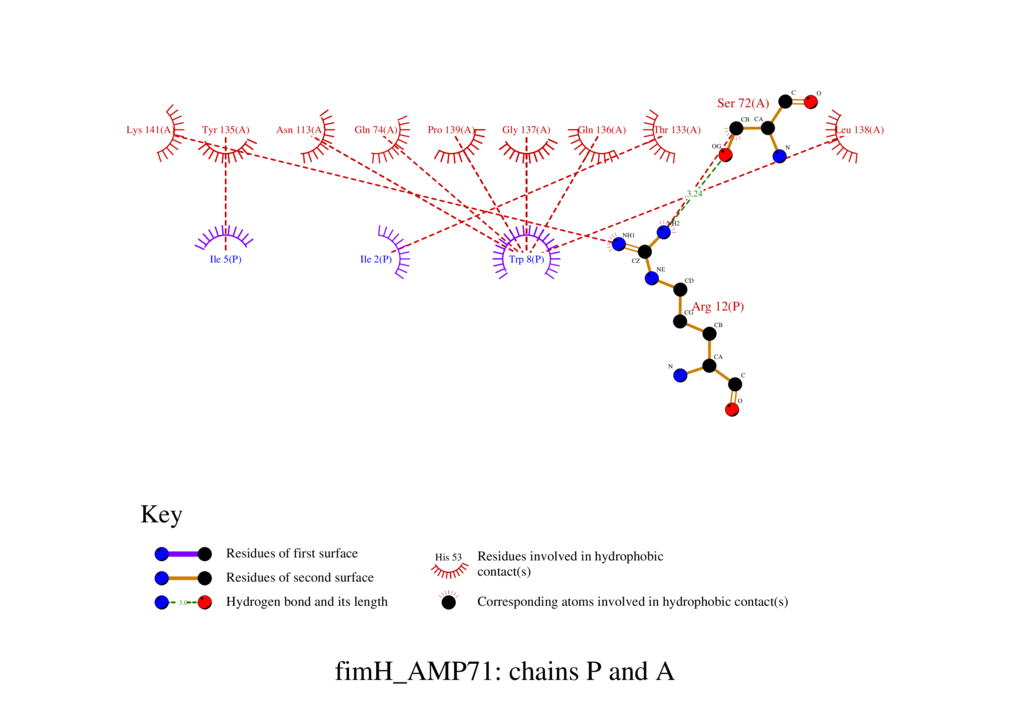 C O
Ser 72(A)
CB CA
Lys 141(A) Tyr 135(A) Asn 113(A) Gln 74(A) Pro 139(A) Gly 137(A) Gln 136(A) Thr 133(A) Leu 138(A)
OG N
3.24
NH2
NH1
Ile 5(P) Ile 2(P) Trp 8(P) CZ
NE
CD
Arg 12(P)
CG
CB
CA
N
C
O
Key
Residues of first surface
Residues of second surface
3.0 Hydrogen bond and its length
His 53 Residues involved in hydrophobic
contact(s)
Corresponding atoms involved in hydrophobic contact(s)
fimH_AMP71: chains P and A